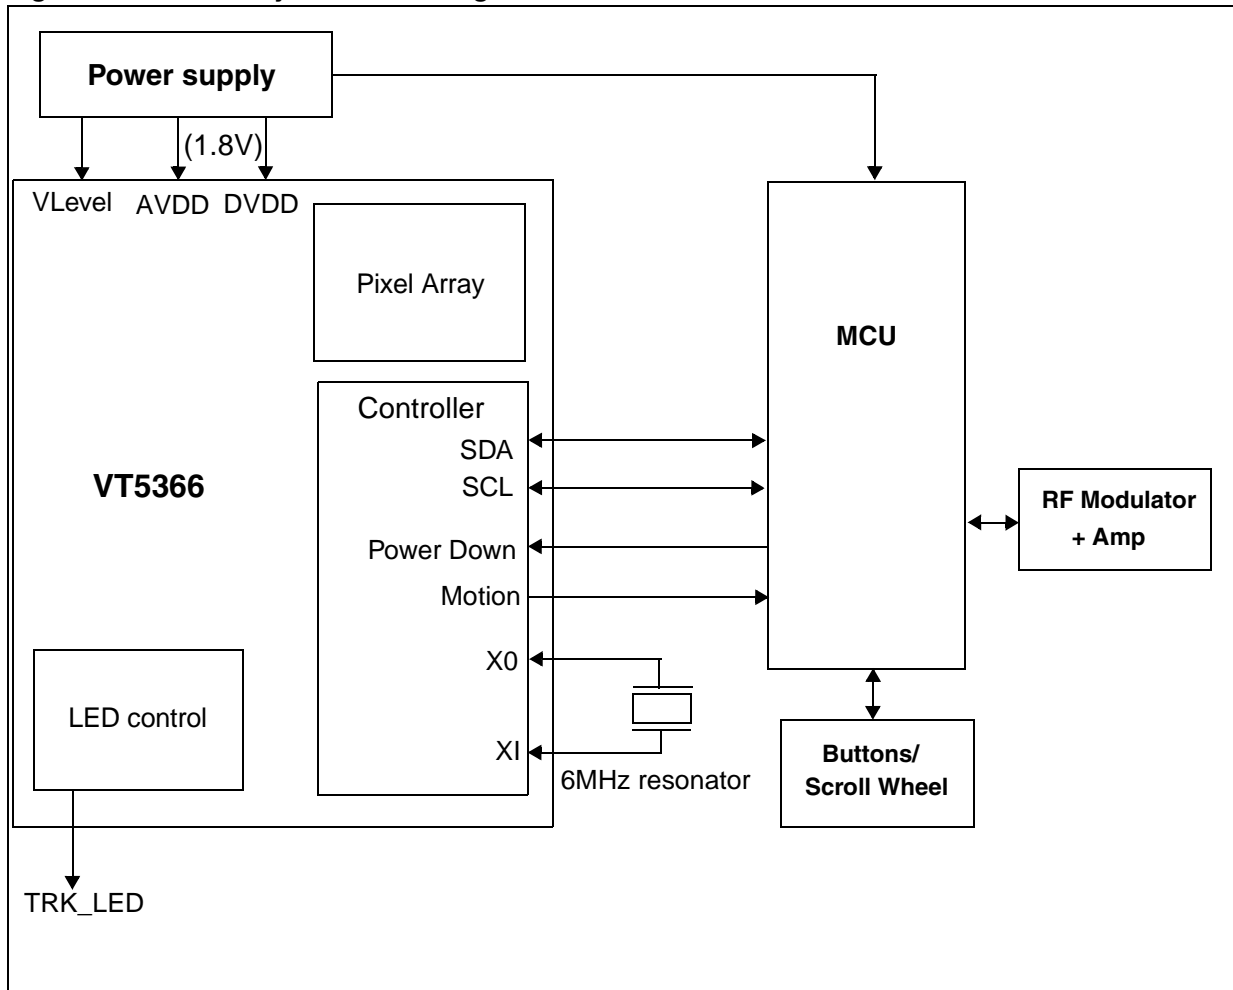 Power supply
(1.8V)
VLevel AVDD DVDD
Pixel Array
MCU
Controller
SDA
SCL
VT5366
RF Modulator
+ Amp
Power Down
Motion
X0
LED control
XI
6MHz resonator
Buttons/
Scroll Wheel
TRK_LED